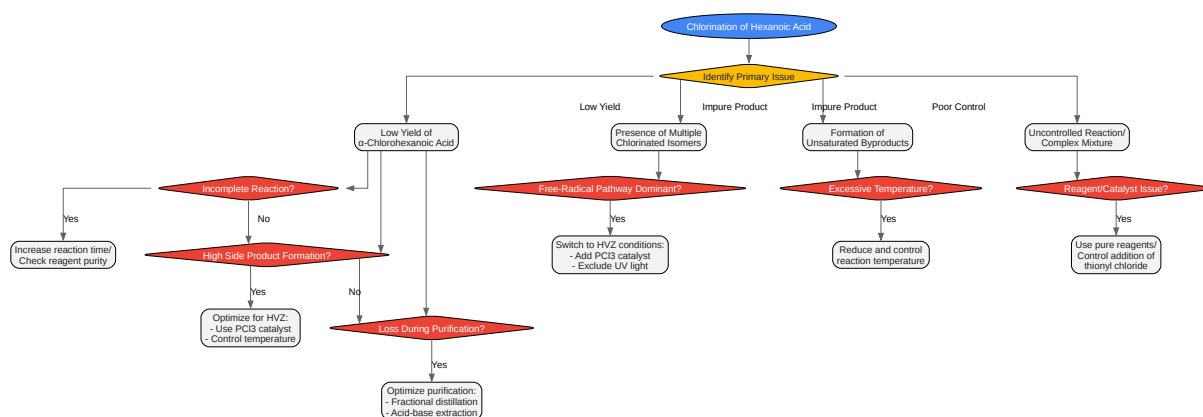 Chlorination of Hexanoic Acid
Identify Primary Issue
Low Yield
Impure Product
Impure Product
Poor Control
Low Yield of
α-Chlorohexanoic Acid
Presence of Multiple
Chlorinated Isomers
Formation of
Unsaturated Byproducts
Uncontrolled Reaction/
Complex Mixture
Incomplete Reaction?
Free-Radical Pathway Dominant?
Excessive Temperature?
Reagent/Catalyst Issue?
Yes
No
Yes
Yes
Yes
Increase reaction time/
Check reagent purity
High Side Product Formation?
Switch to HVZ conditions:
- Add PCl3 catalyst
- Exclude UV light
Reduce and control
reaction temperature
Use pure reagents/
Control addition of
thionyl chloride
Yes
No
Optimize for HVZ:
- Use PCl3 catalyst
- Control temperature
Loss During Purification?
Yes
Optimize purification:
- Fractional distillation
- Acid-base extraction